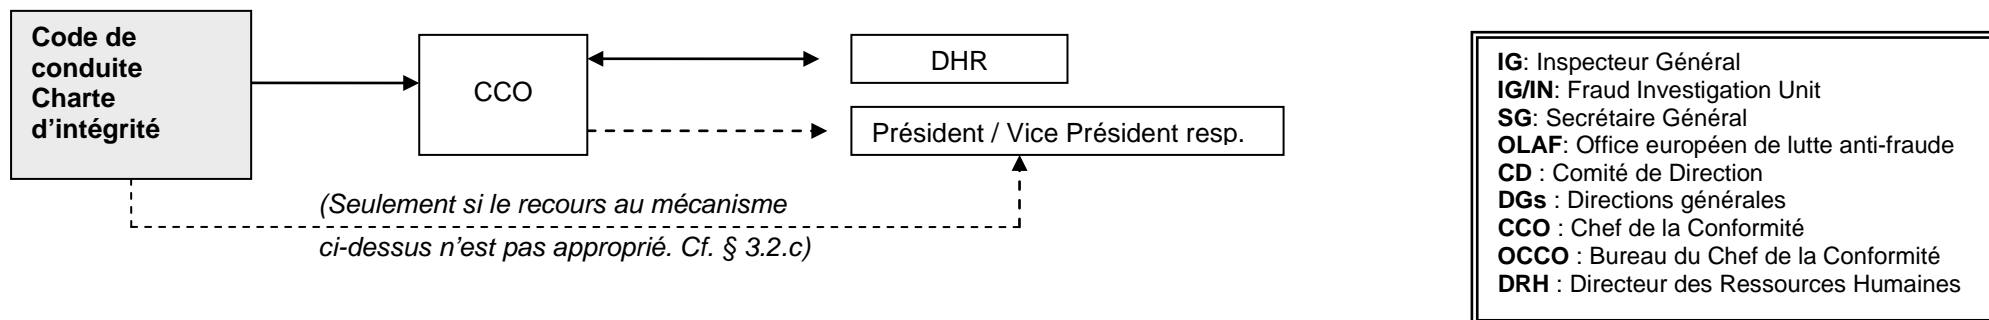 Code de
conduite
Charte
d’intégrité
CCO
DHR
Président / Vice Président resp.
(Seulement si le recours au mécanisme
ci-dessus n’est pas approprié. Cf. § 3.2.c)
IG: Inspecteur Général
IG/IN: Fraud Investigation Unit
SG: Secrétaire Général
OLAF: Office européen de lutte anti-fraude
CD : Comité de Direction
DGs : Directions générales
CCO : Chef de la Conformité
OCCO : Bureau du Chef de la Conformité
DRH : Directeur des Ressources Humaines